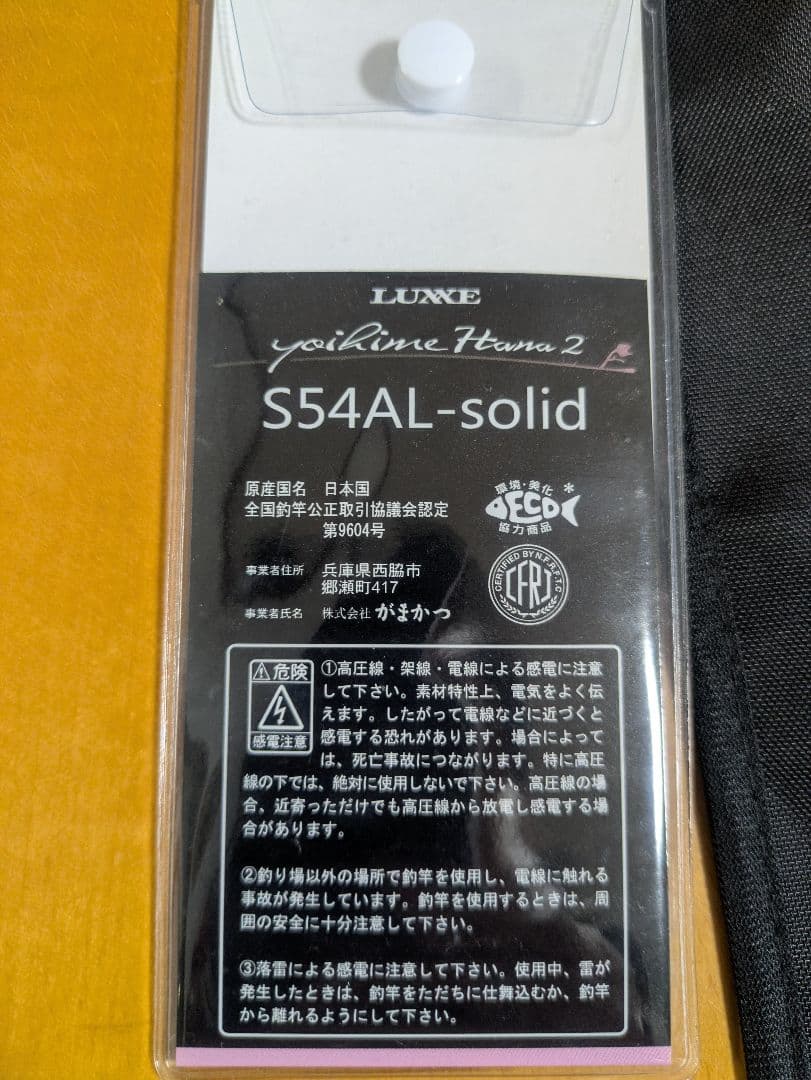 LUXXE
yoihime Hana 2
S54AL-solid
原産国名 日本国
全国釣竿公正取引協議会認定
第9604号
環境・美化
DECO
協力商品
CERTIFIED BY N.F.R.F.T.C
CFRI
事業者住所 兵庫県西脇市
郷瀬町417
事業者氏名 株式会社 がまかつ
危険
感電注意
①高圧線・架線・電線による感電に注意
して下さい。素材特性上、電気をよく伝
えます。したがって電線などに近づくと
感電する恐れがあります。場合によって
は、死亡事故につながります。特に高圧
線の下では、絶対に使用しないで下さい。高圧線の場
合、近寄っただけでも高圧線から放電し感電する場
合があります。
②釣り場以外の場所で釣竿を使用し、電線に触れる
事故が発生しています。釣竿を使用するときは、周
囲の安全に十分注意して下さい。
③落雷による感電に注意して下さい。使用中、雷が
発生したときは、釣竿をただちに仕舞込むか、釣竿
から離れるようにして下さい。